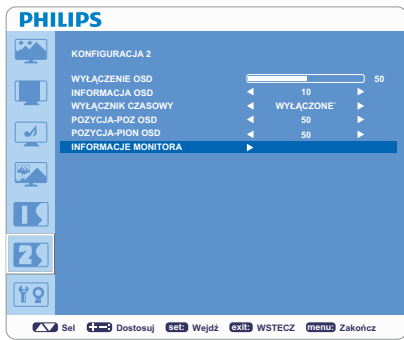 PHILIPS
KONFIGURACJA 2
WYŁĄCZENIE OSD 50
INFORMACJA OSD 10
WYŁĄCZNIK CZASOWY WYŁĄCZONE`
POZYCJA-POZ OSD 50
POZYCJA-PION OSD 50
INFORMACJE MONITORA
Sel Dostosuj set: Wejdź exit: WSTECZ menu: Zakończ